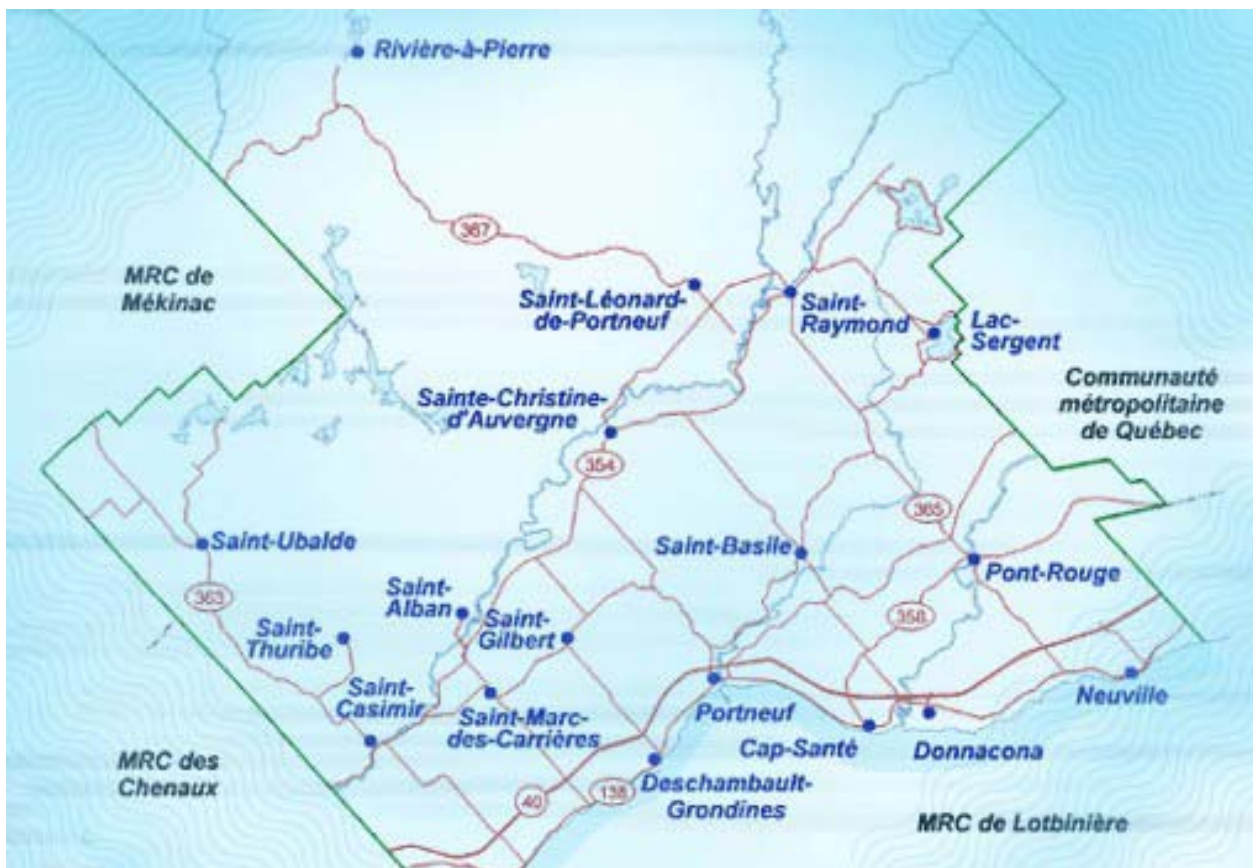 Rivière-à-Pierre
367
MRC de
Mékinac
Saint-Léonard-
de-Portneuf
Saint-
Raymond
Lac-
Sergent
Communauté
métropolitaine
de Québec
Sainte-Christine-
d'Auvergne
354
365
Saint-Ubalde
Saint-Basile
Pont-Rouge
363
Saint-
Alban
Saint-
Gilbert
358
Saint-
Thuribe
Saint-
Casimir
Saint-Marc-
des-Carrières
Portneuf
Neuville
Cap-Santé
Donnacona
MRC des
Chenaux
Deschambault-
Grondines
40
138
MRC de Lotbinière